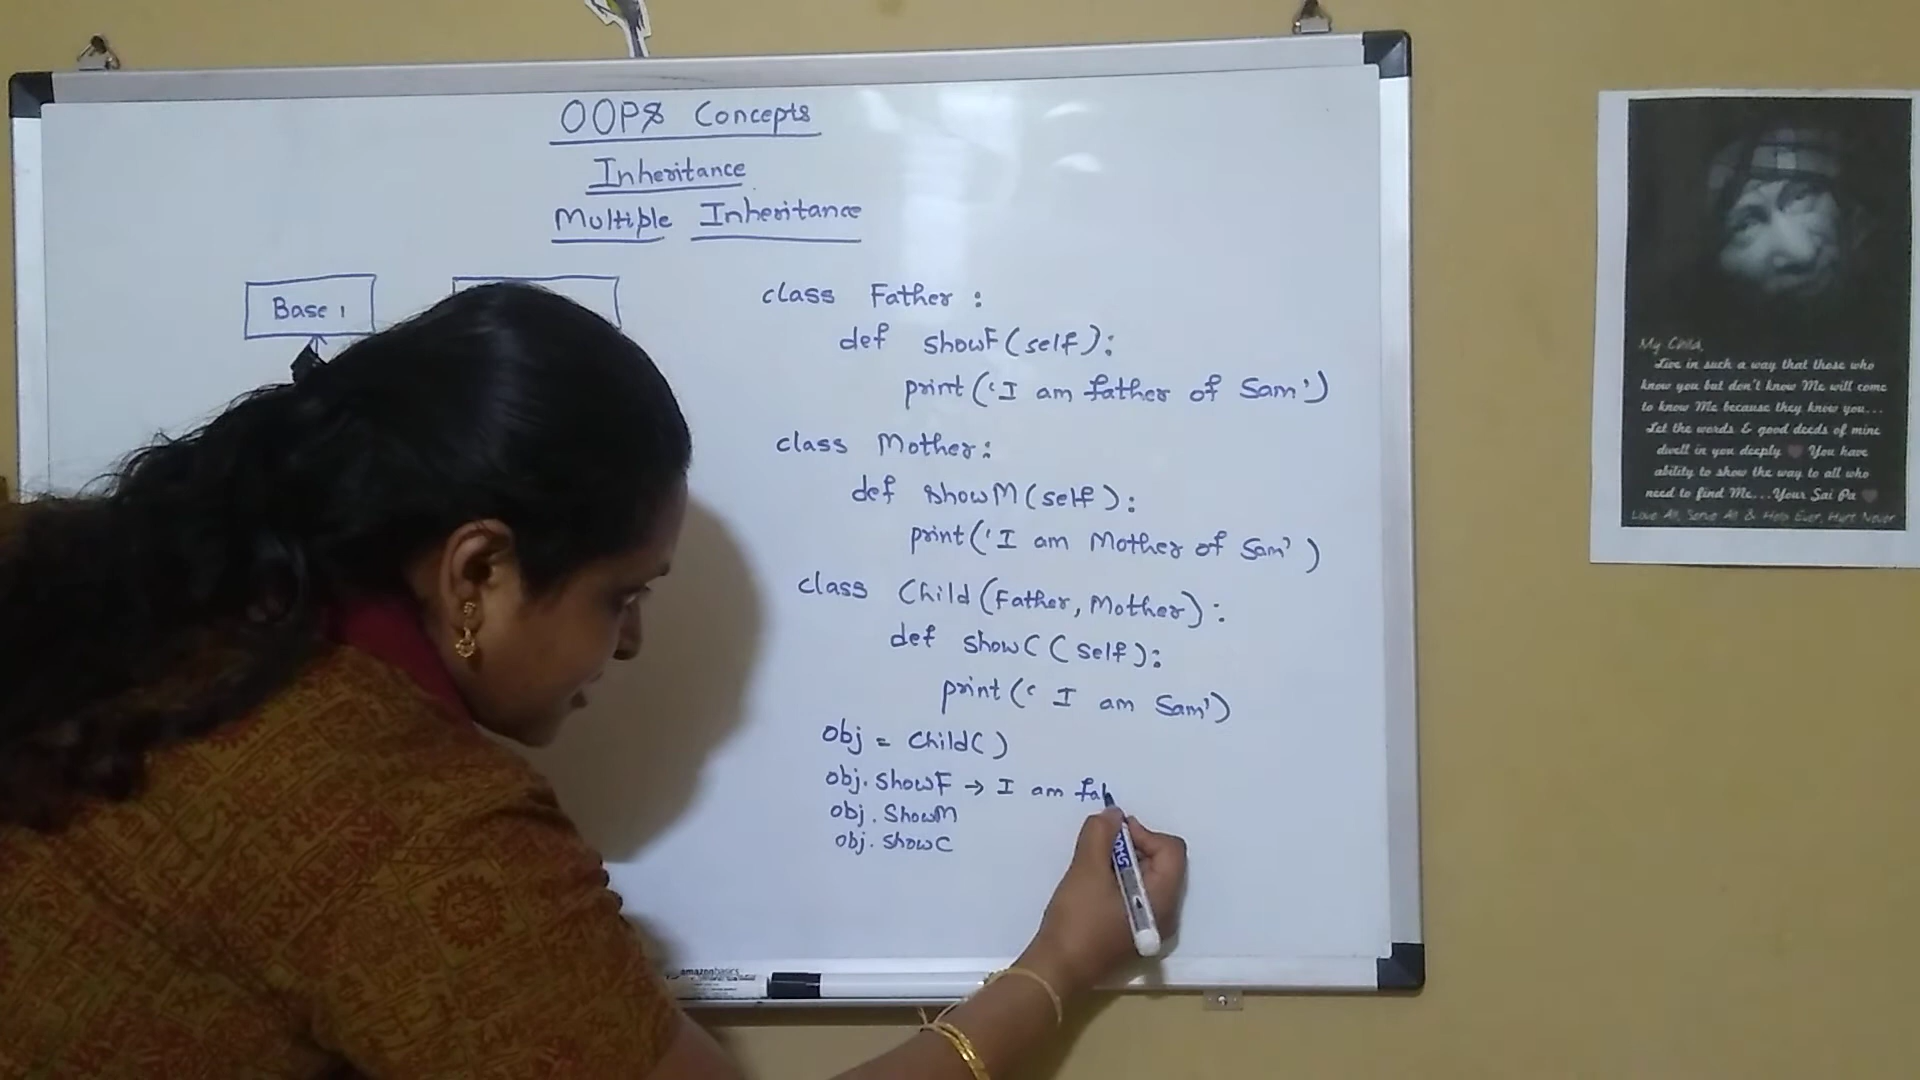 OOPS Concepts
Inheritance
Multiple Inheritance
Base 1
class Father :
def showF(self):
print('I am father of Sam')
class Mother:
def showM(self):
print('I am Mother of Sam')
class Child(Father, Mother):
def showC(self):
print(' I am Sam')
obj = Child()
obj.showF → I am fat
obj.ShowM
obj.showC
amazonbasics
My Child,
Live in such a way that those who
know you but don't know Me will come
to know Me because they know you...
Let the words & good deeds of mine
dwell in you deeply ❤ You have
ability to show the way to all who
need to find Me...Your Sai Pa ❤
Love All, Serve All & Help Ever, Hurt Never